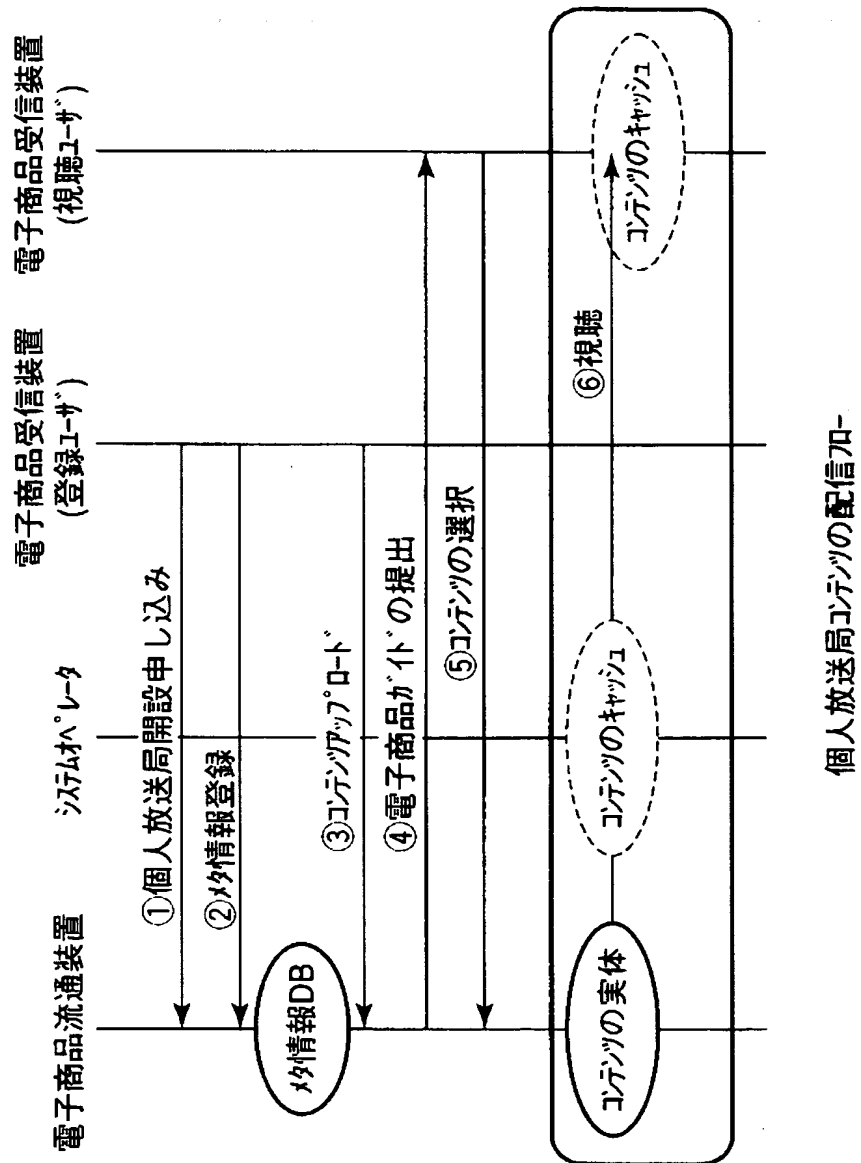 電子商品流通装置
システムオペレータ
電子商品受信装置
(登録ユーザ)
電子商品受信装置
(視聴ユーザ)
①個人放送局開設申し込み
②メタ情報登録
メタ情報DB
③コンテンツアップロード
④電子商品ガイドの提出
⑤コンテンツの選択
⑥視聴
コンテンツの実体
コンテンツのキャッシュ
コンテンツのキャッシュ
個人放送局コンテンツの配信フロー